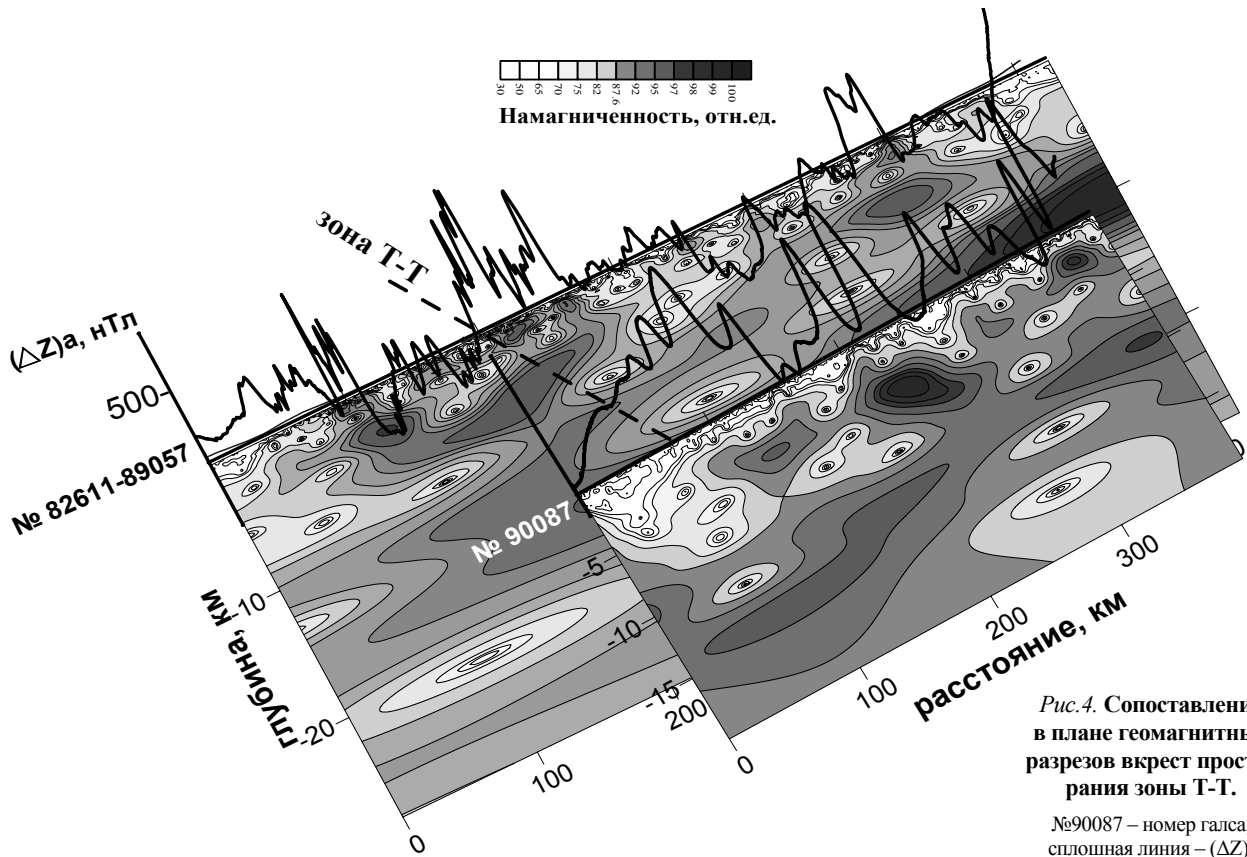 30 50 65 70 75 82 87.6 92 95 97 98 99 100
Намагниченность, отн.ед.
зона Т-Т
(△Z)a, нТл
500
№ 82611-89057
№ 90087
глубина, км
-10
-20
-5
-10
-15
0
100
200
0
100
200
300
0
расстояние, км
Рис.4. Сопоставлени
в плане геомагнитны
разрезов вкрест прост
рания зоны Т-Т.
№90087 – номер галса
сплошная линия – (ΔZ)